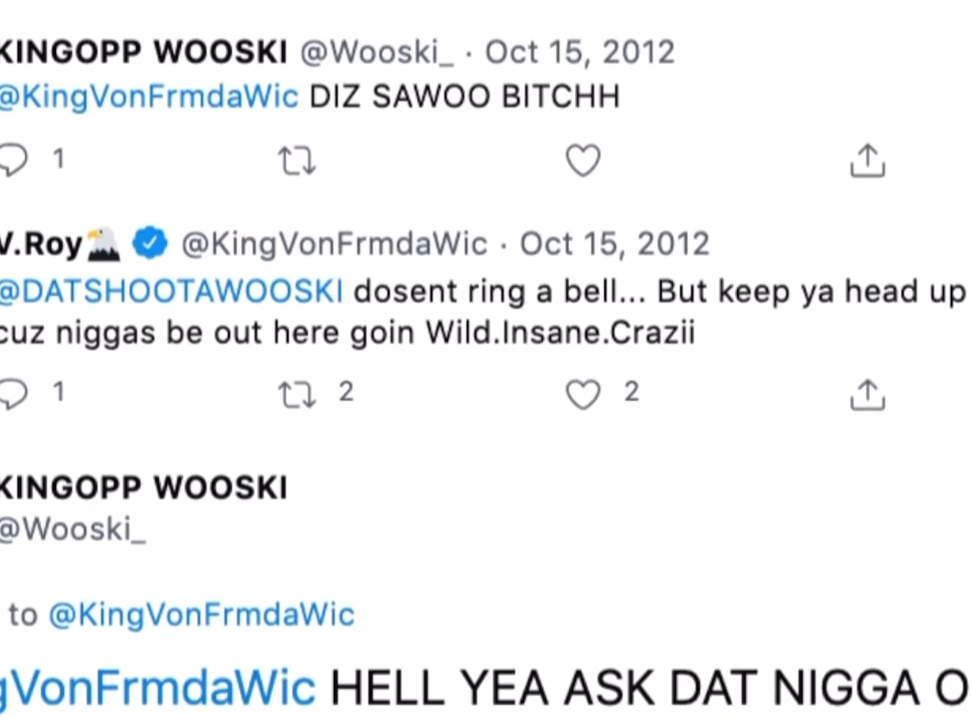 KINGOPP WOOSKI @Wooski_ · Oct 15, 2012
@KingVonFrmdaWic DIZ SAWOO BITCHH
1
V.Roy🦅 @KingVonFrmdaWic · Oct 15, 2012
@DATSHOOTAWOOSKI dosent ring a bell... But keep ya head up
cuz niggas be out here goin Wild.Insane.Crazii
1 2 2
KINGOPP WOOSKI
@Wooski_
to @KingVonFrmdaWic
gVonFrmdaWic HELL YEA ASK DAT NIGGA O